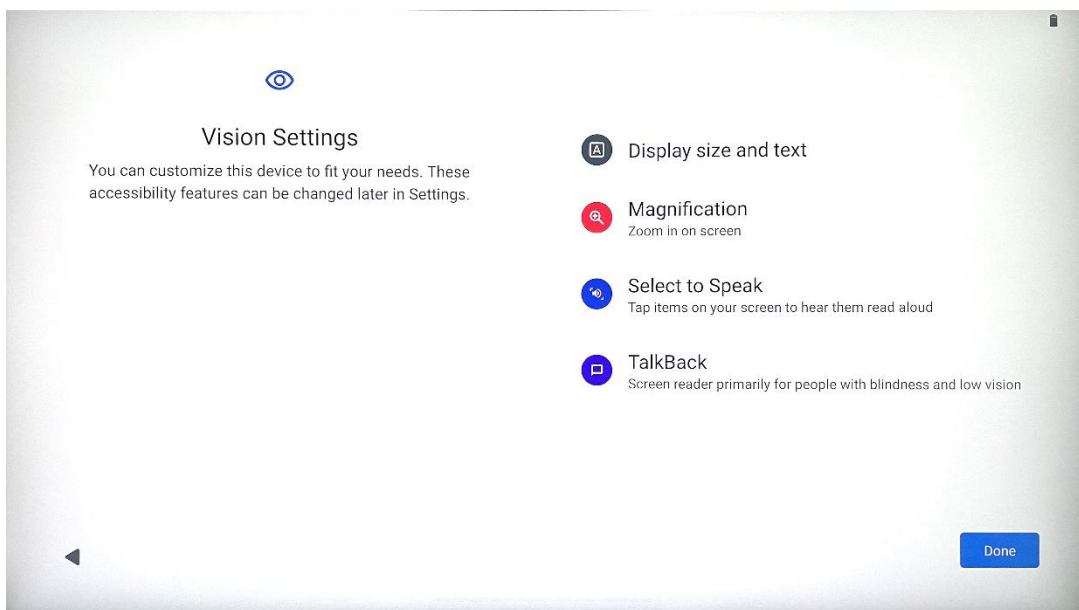 Vision Settings
You can customize this device to fit your needs. These
accessibility features can be changed later in Settings.
Display size and text
Magnification
Zoom in on screen
Select to Speak
Tap items on your screen to hear them read aloud
TalkBack
Screen reader primarily for people with blindness and low vision
Done